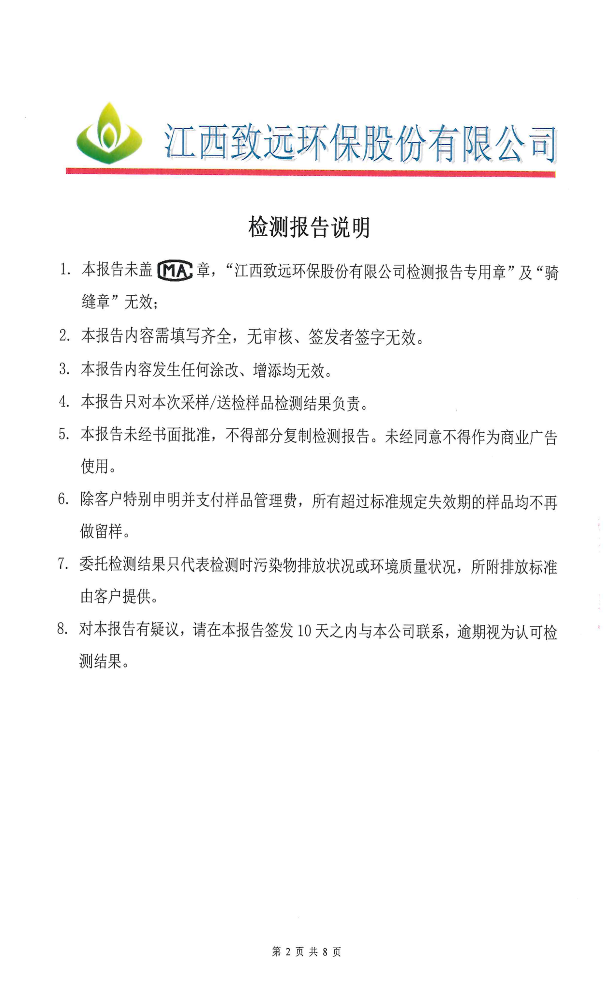 江西致远环保股份有限公司
检测报告说明
1. 本报告未盖 MA 章，“江西致远环保股份有限公司检测报告专用章”及“骑
缝章”无效；
2. 本报告内容需填写齐全，无审核、签发者签字无效。
3. 本报告内容发生任何涂改、增添均无效。
4. 本报告只对本次采样/送检样品检测结果负责。
5. 本报告未经书面批准，不得部分复制检测报告。未经同意不得作为商业广告
使用。
6. 除客户特别申明并支付样品管理费，所有超过标准规定失效期的样品均不再
做留样。
7. 委托检测结果只代表检测时污染物排放状况或环境质量状况，所附排放标准
由客户提供。
8. 对本报告有疑议，请在本报告签发 10 天之内与本公司联系，逾期视为认可检
测结果。
第 2 页 共 8 页